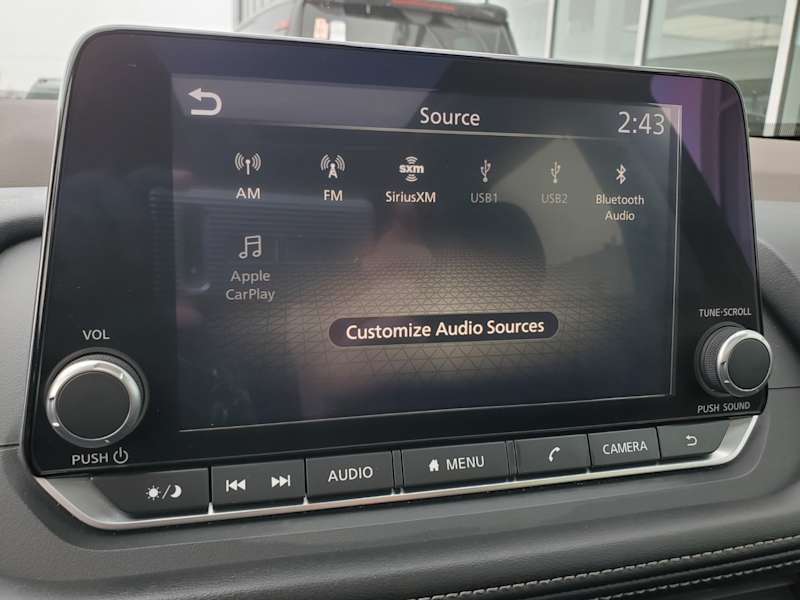 Source
2:43
AM
FM
sxm
SiriusXM
USB1
USB2
Bluetooth
Audio
Apple
CarPlay
Customize Audio Sources
VOL
PUSH
TUNE·SCROLL
PUSH SOUND
AUDIO
MENU
CAMERA